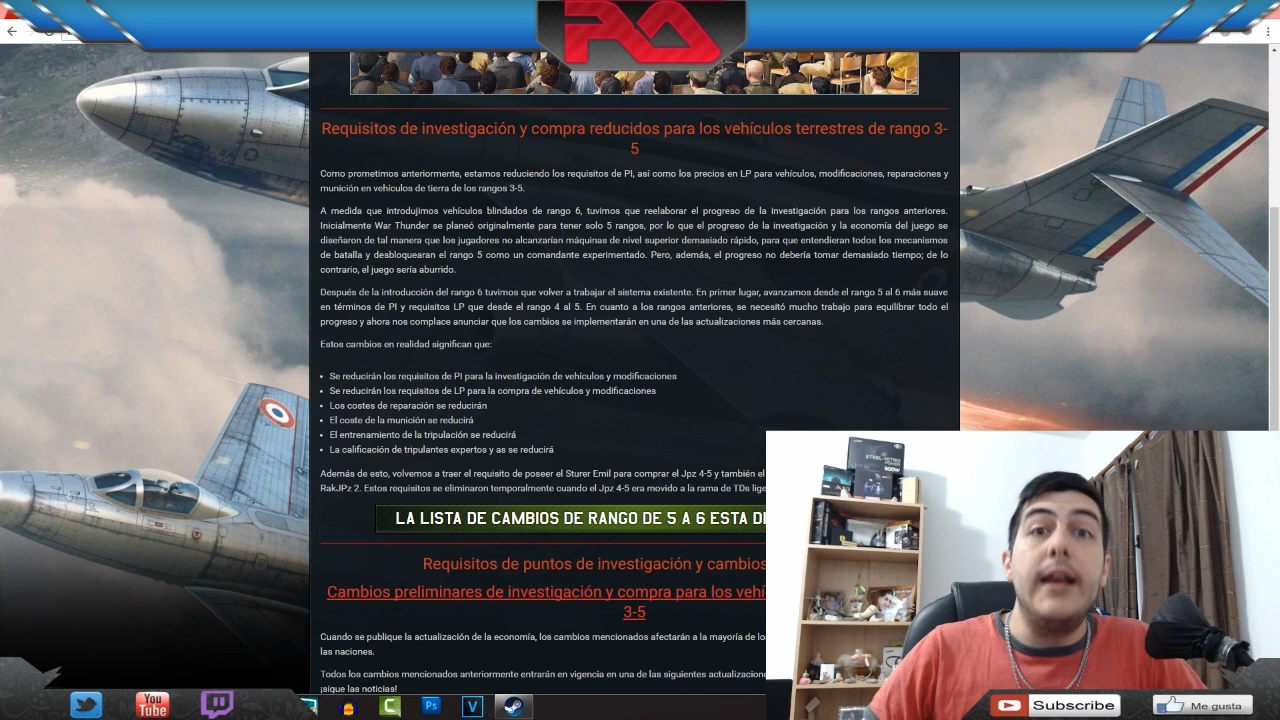 Requisitos de investigación y compra reducidos para los vehículos terrestres de rango 3-
5
Como prometimos anteriormente, estamos reduciendo los requisitos de PI, así como los precios en LP para vehículos, modificaciones, reparaciones y
munición en vehículos de tierra de los rangos 3-5.
A medida que introdujimos vehículos blindados de rango 6, tuvimos que reelaborar el progreso de la investigación para los rangos anteriores.
Inicialmente War Thunder se planeó originalmente para tener solo 5 rangos, por lo que el progreso de la investigación y la economía del juego se
diseñaron de tal manera que los jugadores no alcanzarían máquinas de nivel superior demasiado rápido, para que entendieran todos los mecanismos
de batalla y desbloquearan el rango 5 como un comandante experimentado. Pero, además, el progreso no debería tomar demasiado tiempo; de lo
contrario, el juego sería aburrido.
Después de la introducción del rango 6 tuvimos que volver a trabajar el sistema existente. En primer lugar, avanzamos desde el rango 5 al 6 más suave
en términos de PI y requisitos LP que desde el rango 4 al 5. En cuanto a los rangos anteriores, se necesitó mucho trabajo para equilibrar todo el
progreso y ahora nos complace anunciar que los cambios se implementarán en una de las actualizaciones más cercanas.
Estos cambios en realidad significan que:
• Se reducirán los requisitos de PI para la investigación de vehículos y modificaciones
• Se reducirán los requisitos de LP para la compra de vehículos y modificaciones
• Los costes de reparación se reducirán
• El coste de la munición se reducirá
• El entrenamiento de la tripulación se reducirá
• La calificación de tripulantes expertos y as se reducirá
Además de esto, volvemos a traer el requisito de poseer el Sturer Emil para comprar el Jpz 4-5 y también el
RakJPz 2. Estos requisitos se eliminaron temporalmente cuando el Jpz 4-5 era movido a la rama de TDs lige
LA LISTA DE CAMBIOS DE RANGO DE 5 A 6 ESTA
Requisitos de puntos de investigación y cambios
Cambios preliminares de investigación y compra para los vehí
3-5
Cuando se publique la actualización de la economía, los cambios mencionados afectarán a la mayoría de lo
las naciones.
Todos los cambios mencionados anteriormente entrarán en vigencia en una de las siguientes actualizacion
¡sigue las noticias!
STEEL-NITRO
POWER
600W
You
Tube
Ps
V
Subscribe
Me gusta